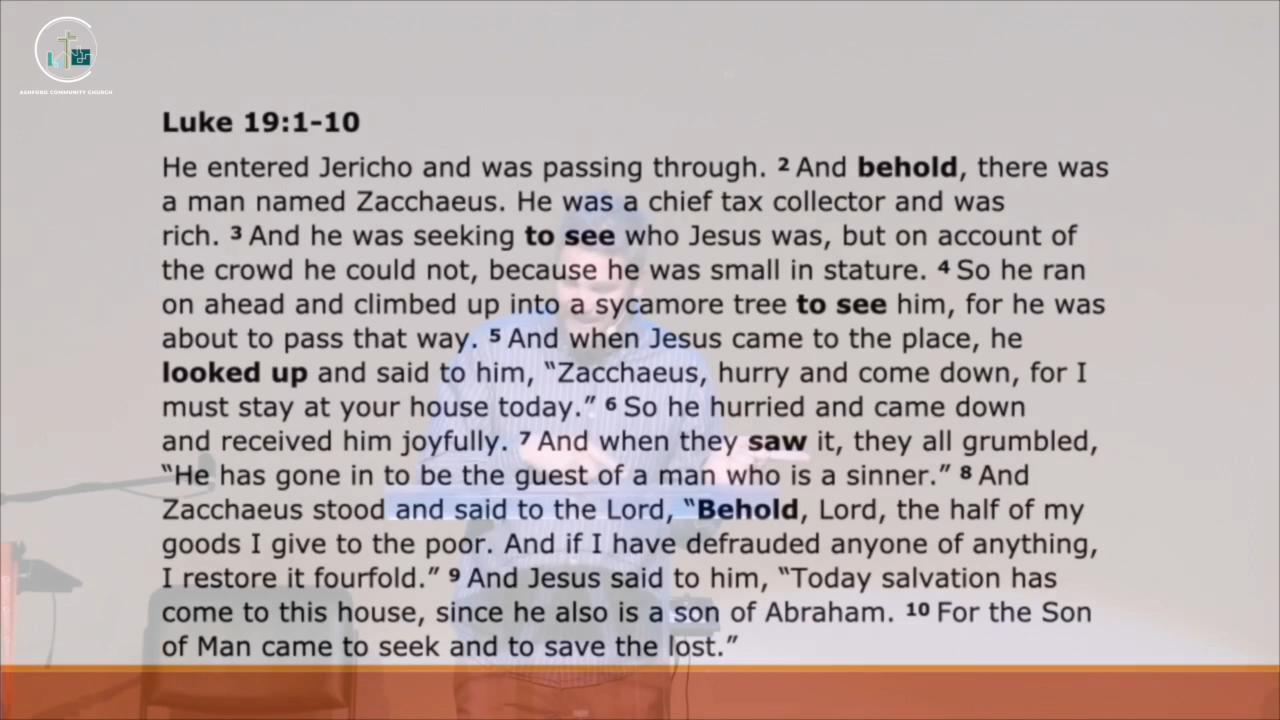 ASHFORD COMMUNITY CHURCH
Luke 19:1-10
He entered Jericho and was passing through. 2 And behold, there was
a man named Zacchaeus. He was a chief tax collector and was
rich. 3 And he was seeking to see who Jesus was, but on account of
the crowd he could not, because he was small in stature. 4 So he ran
on ahead and climbed up into a sycamore tree to see him, for he was
about to pass that way. 5 And when Jesus came to the place, he
looked up and said to him, “Zacchaeus, hurry and come down, for I
must stay at your house today.” 6 So he hurried and came down
and received him joyfully. 7 And when they saw it, they all grumbled,
“He has gone in to be the guest of a man who is a sinner.” 8 And
Zacchaeus stood and said to the Lord, “Behold, Lord, the half of my
goods I give to the poor. And if I have defrauded anyone of anything,
I restore it fourfold.” 9 And Jesus said to him, “Today salvation has
come to this house, since he also is a son of Abraham. 10 For the Son
of Man came to seek and to save the lost.”